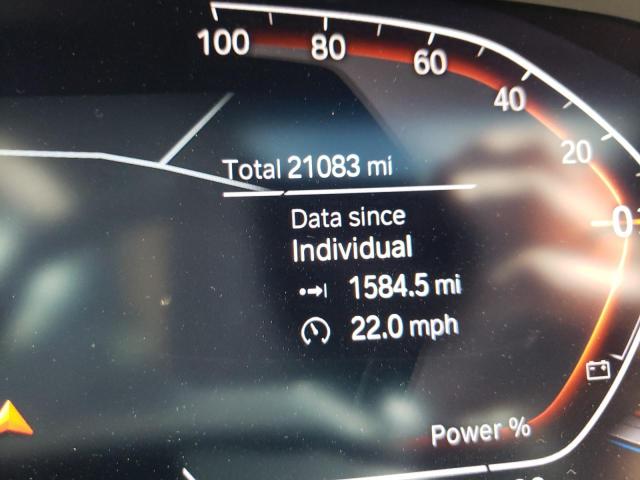 100 80 60 40 20 0
Total 21083 mi
Data since
Individual
1584.5 mi
22.0 mph
Power %